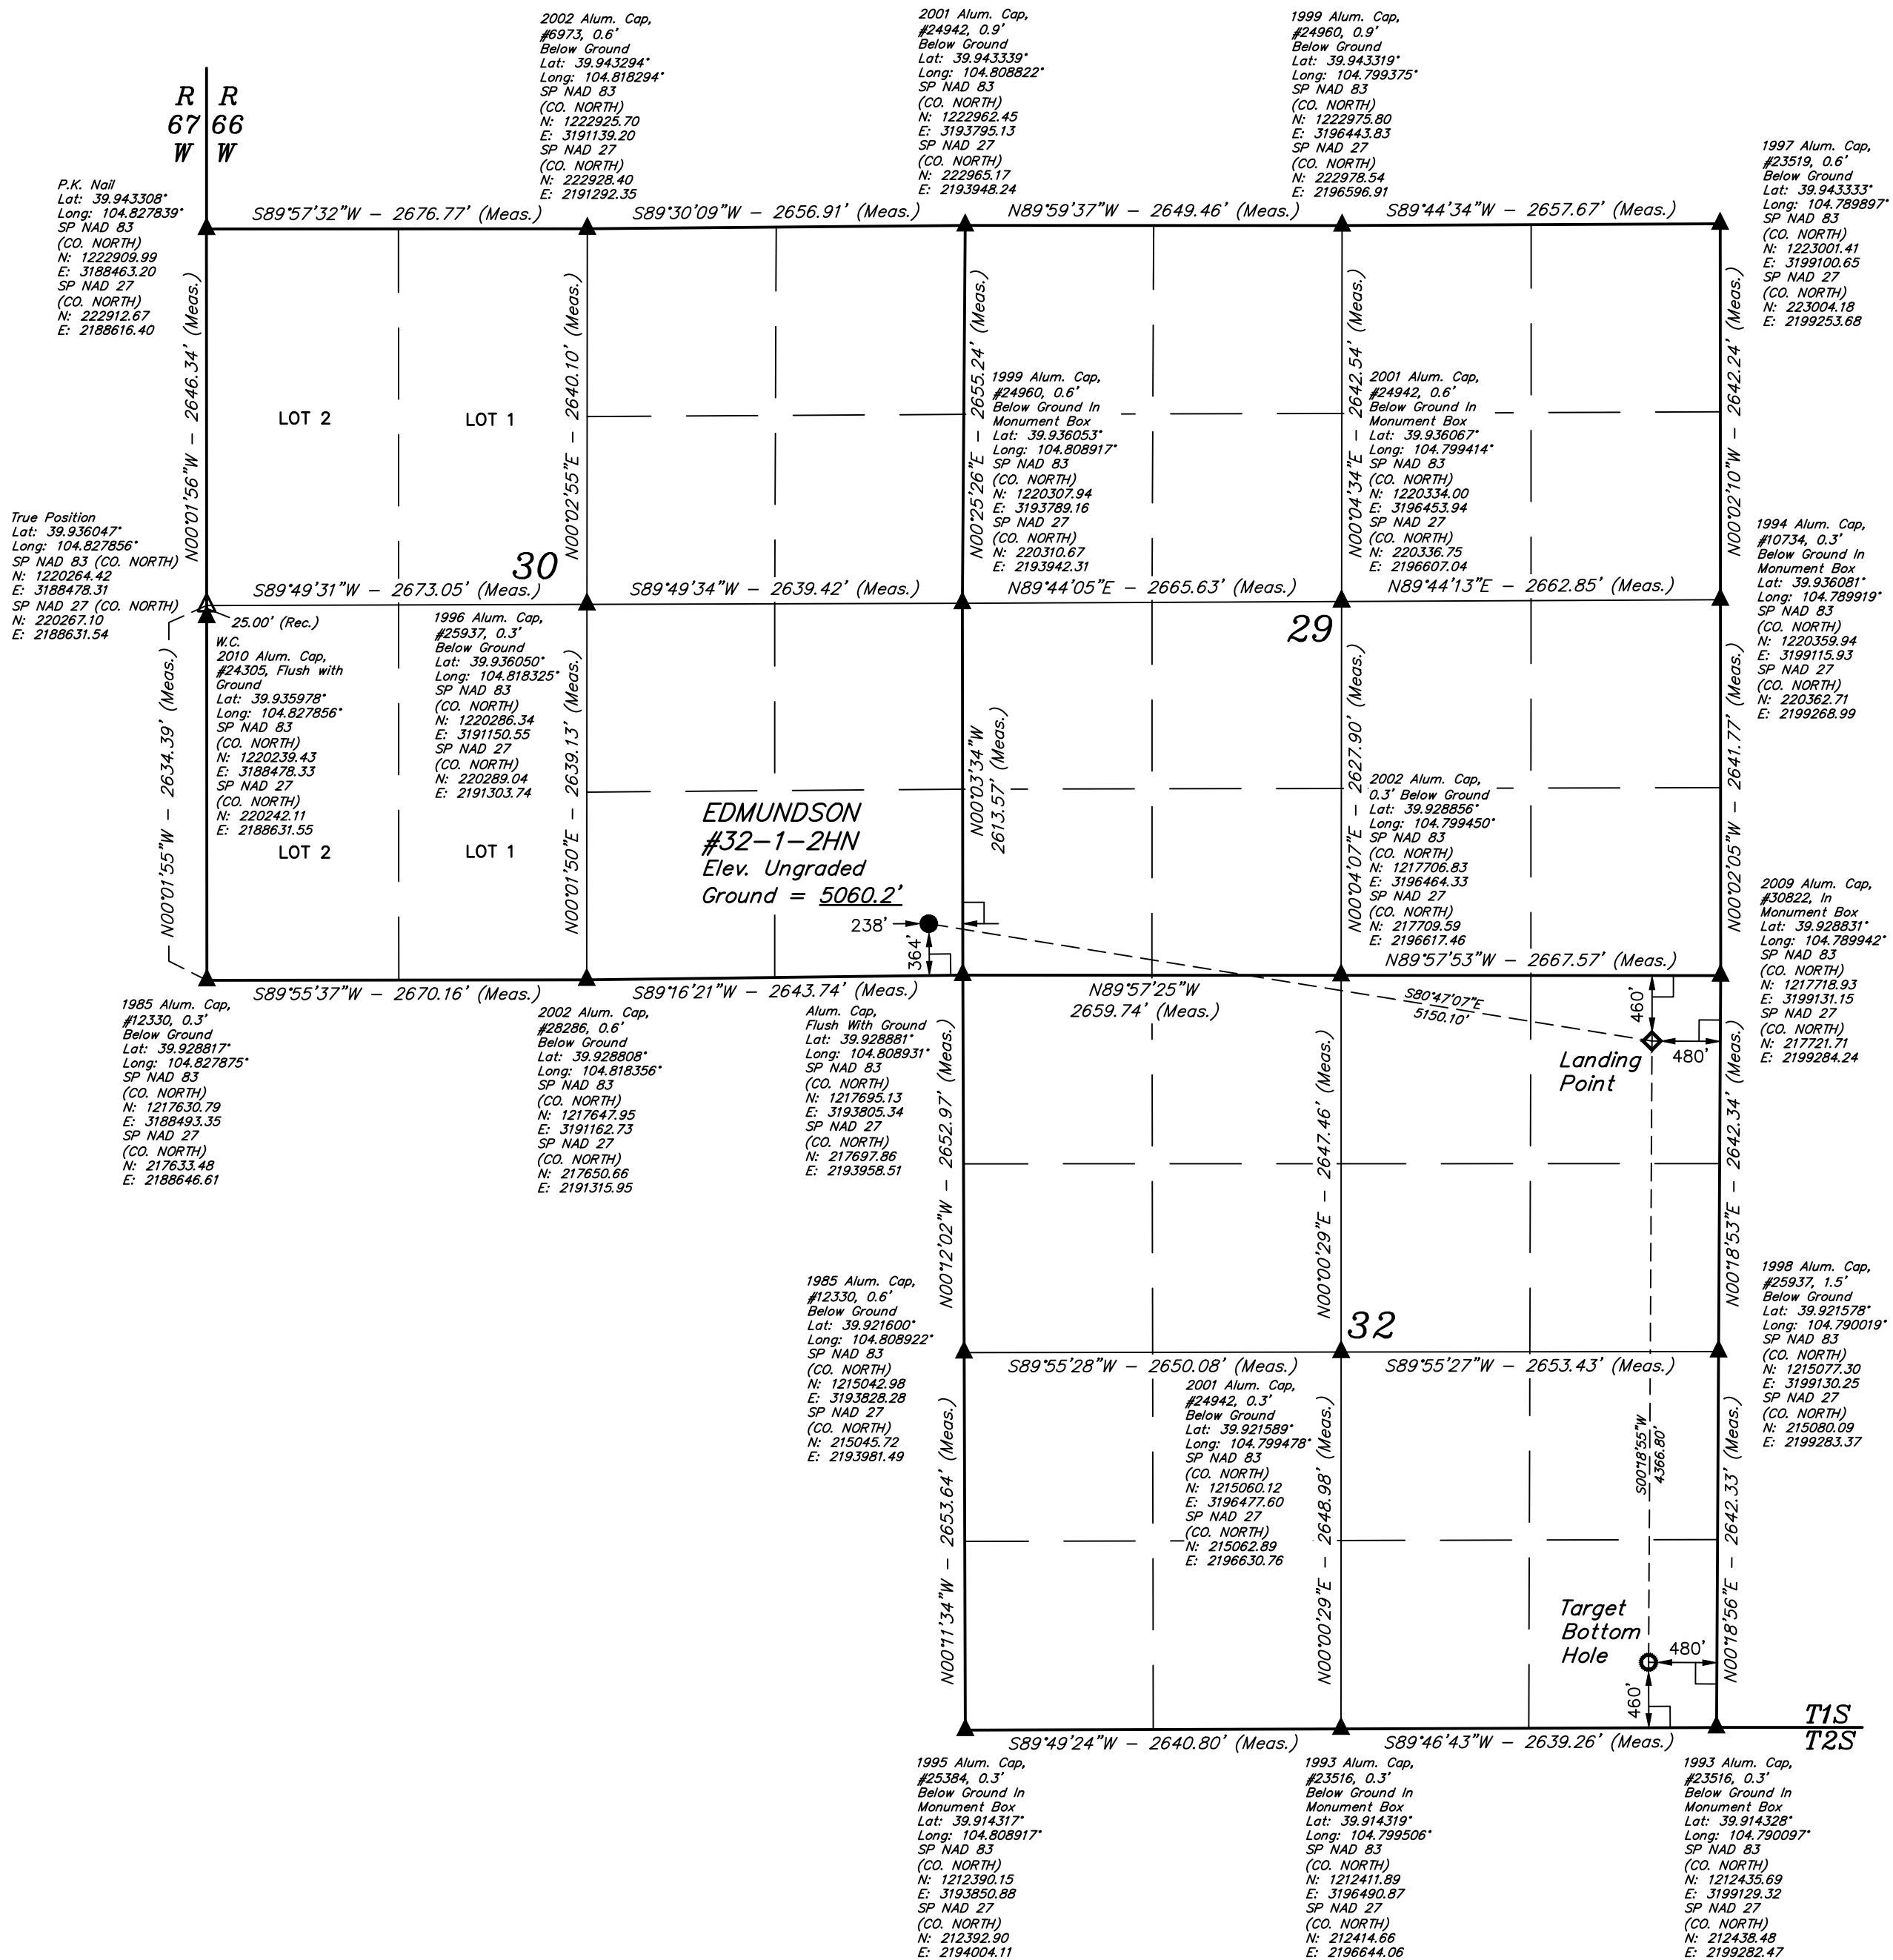 2002 Alum. Cap,
#6973, 0.6'
Below Ground
Lat: 39.943294°
Long: 104.818294°
SP NAD 83
(CO. NORTH)
N: 1222925.70
E: 3191139.20
SP NAD 27
(CO. NORTH)
N: 222928.40
E: 2191292.35
2001 Alum. Cap,
#24942, 0.9'
Below Ground
Lat: 39.943339°
Long: 104.808822°
SP NAD 83
(CO. NORTH)
N: 1222962.45
E: 3193795.13
SP NAD 27
(CO. NORTH)
N: 222965.17
E: 2193948.24
1999 Alum. Cap,
#24960, 0.9'
Below Ground
Lat: 39.943319°
Long: 104.799375°
SP NAD 83
(CO. NORTH)
N: 1222975.80
E: 3196443.83
SP NAD 27
(CO. NORTH)
N: 222978.54
E: 2196596.91
R R
67 66
W W
P.K. Nail
Lat: 39.943308°
Long: 104.827839°
SP NAD 83
(CO. NORTH)
N: 1222909.99
E: 3188463.20
SP NAD 27
(CO. NORTH)
N: 222912.67
E: 2188616.40
1997 Alum. Cap,
#23519, 0.6'
Below Ground
Lat: 39.943333°
Long: 104.789897°
SP NAD 83
(CO. NORTH)
N: 1223001.41
E: 3199100.65
SP NAD 27
(CO. NORTH)
N: 223004.18
E: 2199253.68
S89°57'32"W - 2676.77' (Meas.)
S89°30'09"W - 2656.91' (Meas.)
N89°59'37"W - 2649.46' (Meas.)
S89°44'34"W - 2657.67' (Meas.)
N00°01'56"W - 2646.34' (Meas.)
N00°02'55"E - 2640.10' (Meas.)
N00°25'26"E - 2655.24' (Meas.)
N00°04'34"E - 2642.54' (Meas.)
N00°02'10"W - 2642.24' (Meas.)
LOT 2
LOT 1
1999 Alum. Cap,
#24960, 0.6'
Below Ground In
Monument Box
Lat: 39.936053°
Long: 104.808917°
SP NAD 83
(CO. NORTH)
N: 1220307.94
E: 3193789.16
SP NAD 27
(CO. NORTH)
N: 220310.67
E: 2193942.31
2001 Alum. Cap,
#24942, 0.6'
Below Ground In
Monument Box
Lat: 39.936067°
Long: 104.799414°
SP NAD 83
(CO. NORTH)
N: 1220334.00
E: 3196453.94
SP NAD 27
(CO. NORTH)
N: 220336.75
E: 2196607.04
True Position
Lat: 39.936047°
Long: 104.827856°
SP NAD 83 (CO. NORTH)
N: 1220264.42
E: 3188478.31
SP NAD 27 (CO. NORTH)
N: 220267.10
E: 2188631.54
1994 Alum. Cap,
#10734, 0.3'
Below Ground In
Monument Box
Lat: 39.936081°
Long: 104.789919°
SP NAD 83
(CO. NORTH)
N: 1220359.94
E: 3199115.93
SP NAD 27
(CO. NORTH)
N: 220362.71
E: 2199268.99
30
S89°49'31"W - 2673.05' (Meas.)
S89°49'34"W - 2639.42' (Meas.)
N89°44'05"E - 2665.63' (Meas.)
N89°44'13"E - 2662.85' (Meas.)
29
25.00' (Rec.)
W.C.
2010 Alum. Cap,
#24305, Flush with
Ground
Lat: 39.935978°
Long: 104.827856°
SP NAD 83
(CO. NORTH)
N: 1220239.43
E: 3188478.33
SP NAD 27
(CO. NORTH)
N: 220242.11
E: 2188631.55
1996 Alum. Cap,
#25937, 0.3'
Below Ground
Lat: 39.936050°
Long: 104.818325°
SP NAD 83
(CO. NORTH)
N: 1220286.34
E: 3191150.55
SP NAD 27
(CO. NORTH)
N: 220289.04
E: 2191303.74
N00°01'55"W - 2634.39' (Meas.)
N00°01'50"E - 2639.13' (Meas.)
N00°03'34"W
2613.57' (Meas.)
N00°04'07"E - 2627.90' (Meas.)
N00°02'05"W - 2641.77' (Meas.)
LOT 2
LOT 1
EDMUNDSON
#32-1-2HN
Elev. Ungraded
Ground = 5060.2'
238'
364'
2002 Alum. Cap,
0.3' Below Ground
Lat: 39.928856°
Long: 104.799450°
SP NAD 83
(CO. NORTH)
N: 1217706.83
E: 3196464.33
SP NAD 27
(CO. NORTH)
N: 217709.59
E: 2196617.46
2009 Alum. Cap,
#30822, In
Monument Box
Lat: 39.928831°
Long: 104.789942°
SP NAD 83
(CO. NORTH)
N: 1217718.93
E: 3199131.15
SP NAD 27
(CO. NORTH)
N: 217721.71
E: 2199284.24
S89°55'37"W - 2670.16' (Meas.)
S89°16'21"W - 2643.74' (Meas.)
N89°57'25"W
2659.74' (Meas.)
N89°57'53"W - 2667.57' (Meas.)
S80°47'07"E
5150.10'
460'
480'
Landing
Point
1985 Alum. Cap,
#12330, 0.3'
Below Ground
Lat: 39.928817°
Long: 104.827875°
SP NAD 83
(CO. NORTH)
N: 1217630.79
E: 3188493.35
SP NAD 27
(CO. NORTH)
N: 217633.48
E: 2188646.61
2002 Alum. Cap,
#28286, 0.6'
Below Ground
Lat: 39.928808°
Long: 104.818356°
SP NAD 83
(CO. NORTH)
N: 1217647.95
E: 3191162.73
SP NAD 27
(CO. NORTH)
N: 217650.66
E: 2191315.95
Alum. Cap,
Flush With Ground
Lat: 39.928881°
Long: 104.808931°
SP NAD 83
(CO. NORTH)
N: 1217695.13
E: 3193805.34
SP NAD 27
(CO. NORTH)
N: 217697.86
E: 2193958.51
N00°12'02"W - 2652.97' (Meas.)
N00°00'29"E - 2647.46' (Meas.)
N00°18'53"E - 2642.34' (Meas.)
1985 Alum. Cap,
#12330, 0.6'
Below Ground
Lat: 39.921600°
Long: 104.808922°
SP NAD 83
(CO. NORTH)
N: 1215042.98
E: 3193828.28
SP NAD 27
(CO. NORTH)
N: 215045.72
E: 2193981.49
32
1998 Alum. Cap,
#25937, 1.5'
Below Ground
Lat: 39.921578°
Long: 104.790019°
SP NAD 83
(CO. NORTH)
N: 1215077.30
E: 3199130.25
SP NAD 27
(CO. NORTH)
N: 215080.09
E: 2199283.37
S89°55'28"W - 2650.08' (Meas.)
S89°55'27"W - 2653.43' (Meas.)
2001 Alum. Cap,
#24942, 0.3'
Below Ground
Lat: 39.921589°
Long: 104.799478°
SP NAD 83
(CO. NORTH)
N: 1215060.12
E: 3196477.60
SP NAD 27
(CO. NORTH)
N: 215062.89
E: 2196630.76
N00°11'34"W - 2653.64' (Meas.)
N00°00'29"E - 2648.98' (Meas.)
S00°18'55"W
4366.80'
N00°18'56"E - 2642.33' (Meas.)
Target
Bottom
Hole
480'
460'
T1S
T2S
S89°49'24"W - 2640.80' (Meas.)
S89°46'43"W - 2639.26' (Meas.)
1995 Alum. Cap,
#25384, 0.3'
Below Ground In
Monument Box
Lat: 39.914317°
Long: 104.808917°
SP NAD 83
(CO. NORTH)
N: 1212390.15
E: 3193850.88
SP NAD 27
(CO. NORTH)
N: 212392.90
E: 2194004.11
1993 Alum. Cap,
#23516, 0.3'
Below Ground In
Monument Box
Lat: 39.914319°
Long: 104.799506°
SP NAD 83
(CO. NORTH)
N: 1212411.89
E: 3196490.87
SP NAD 27
(CO. NORTH)
N: 212414.66
E: 2196644.06
1993 Alum. Cap,
#23516, 0.3'
Below Ground In
Monument Box
Lat: 39.914328°
Long: 104.790097°
SP NAD 83
(CO. NORTH)
N: 1212435.69
E: 3199129.32
SP NAD 27
(CO. NORTH)
N: 212438.48
E: 2199282.47